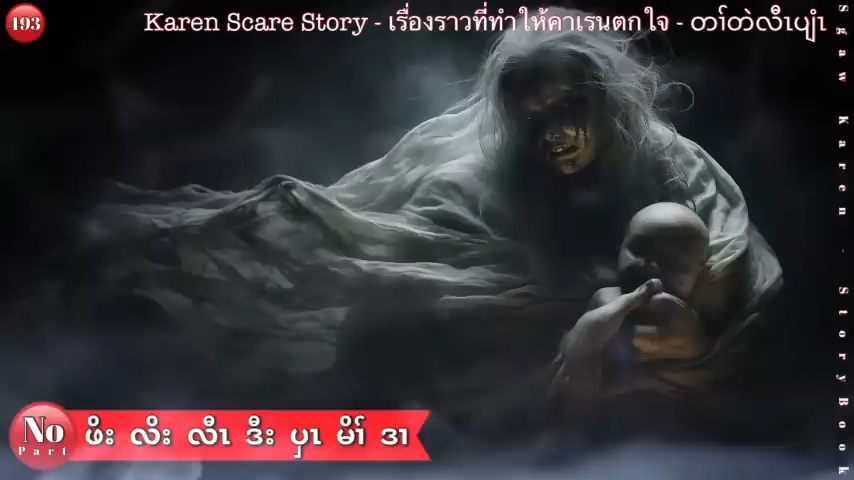 493
Karen Scare Story - เรื่องราวที่ทำให้คาเรนตกใจ - တၢ်တဲလီၤပျံၤ
Sgaw Karen - StoryBook
No
Part
ဖိး လိး လီၤ ဒီး ပှၤ မိၢ် ဒၢ